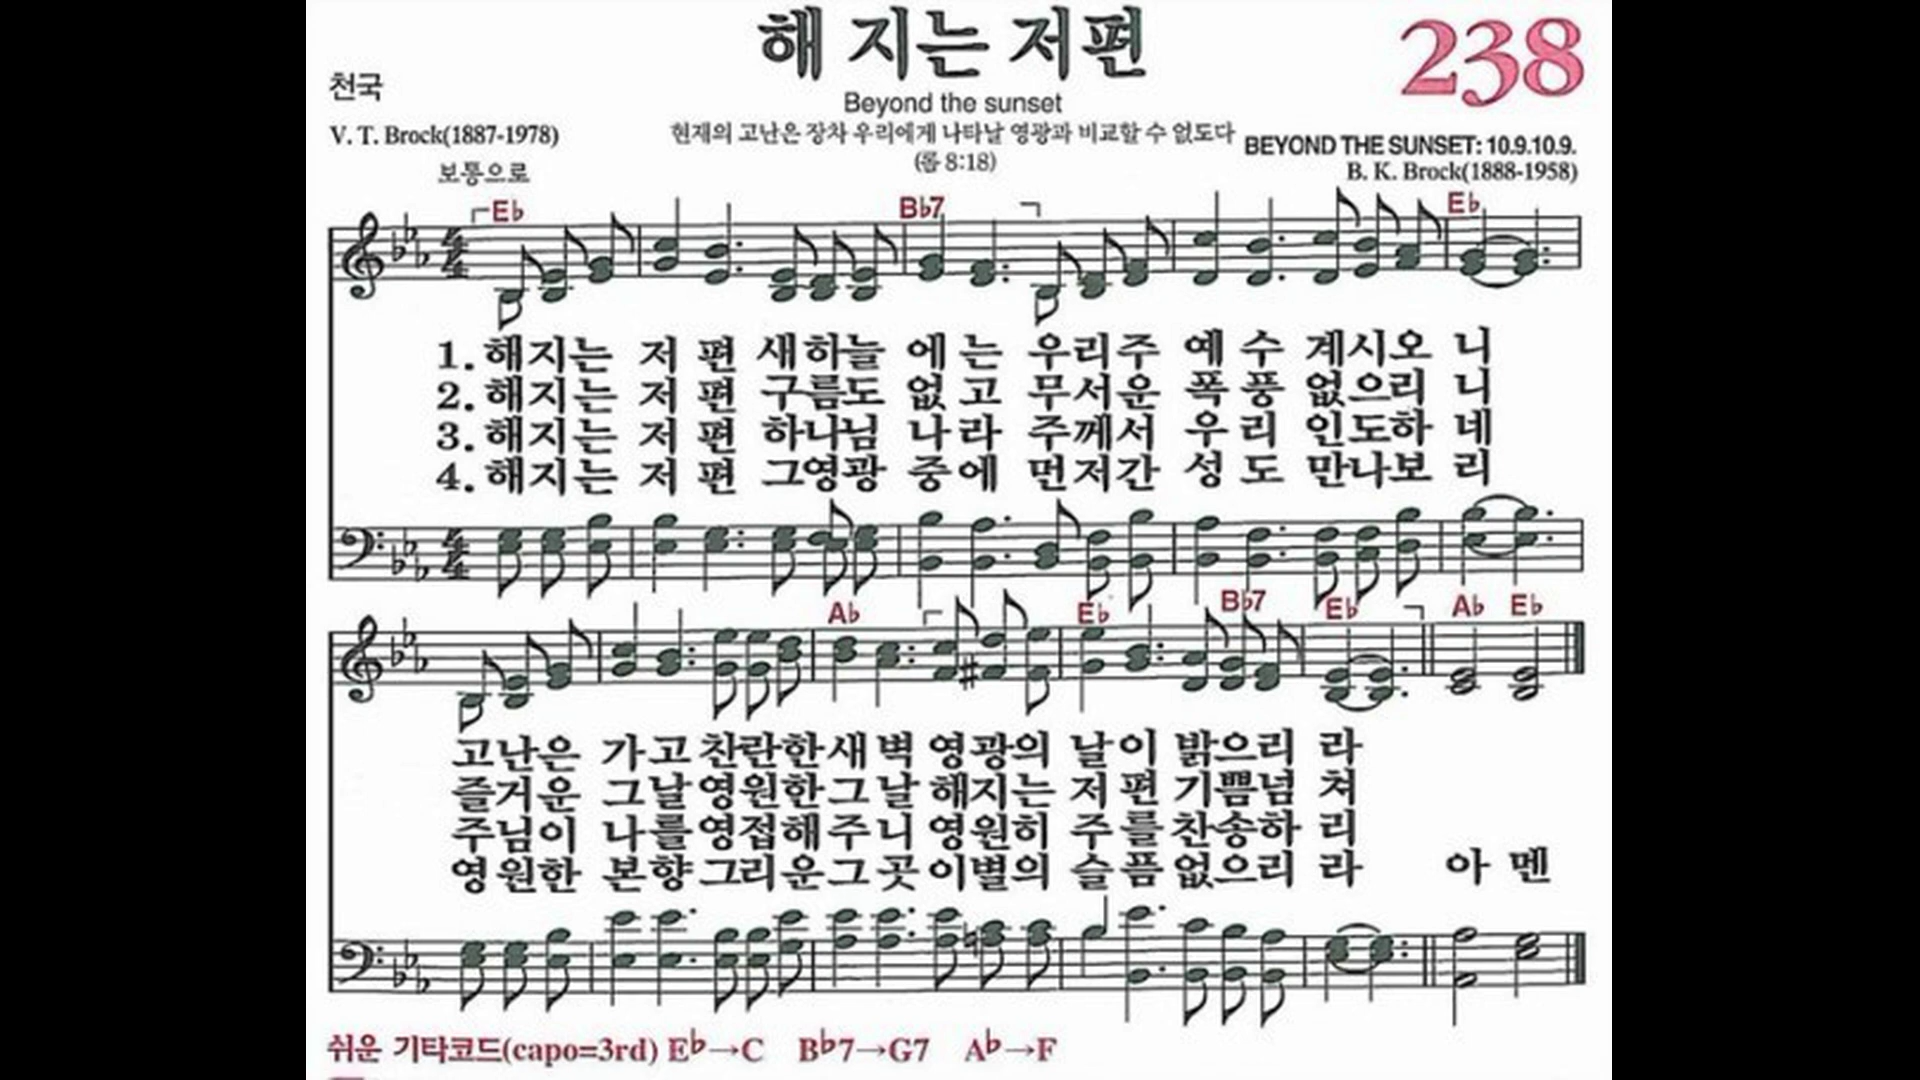 해 지는 저편
238
천국
Beyond the sunset
V. T. Brock(1887-1978)
현재의 고난은 장차 우리에게 나타날 영광과 비교할 수 없도다
(롬 8:18)
BEYOND THE SUNSET: 10.9.10.9.
B. K. Brock(1888-1958)
보통으로
E♭ B♭7 E♭
1. 해지는 저 편 새하늘 에 는 우리주 예 수 계시오 니
2. 해지는 저 편 구름도 없 고 무서운 폭 풍 없으리 니
3. 해지는 저 편 하나님 나 라 주께서 우 리 인도하 네
4. 해지는 저 편 그영광 중 에 먼저간 성 도 만나보 리
A♭ E♭ B♭7 E♭ A♭ E♭
고난은 가 고 찬란한 새 벽 영광의 날 이 밝으리 라
즐거운 그 날 영원한 그 날 해지는 저 편 기쁨넘 쳐
주님이 나 를 영접해 주 니 영원히 주 를 찬송하 리
영원한 본 향 그리운 그 곳 이별의 슬 픔 없으리 라 아 멘
쉬운 기타코드(capo=3rd) E♭→C B♭7→G7 A♭→F